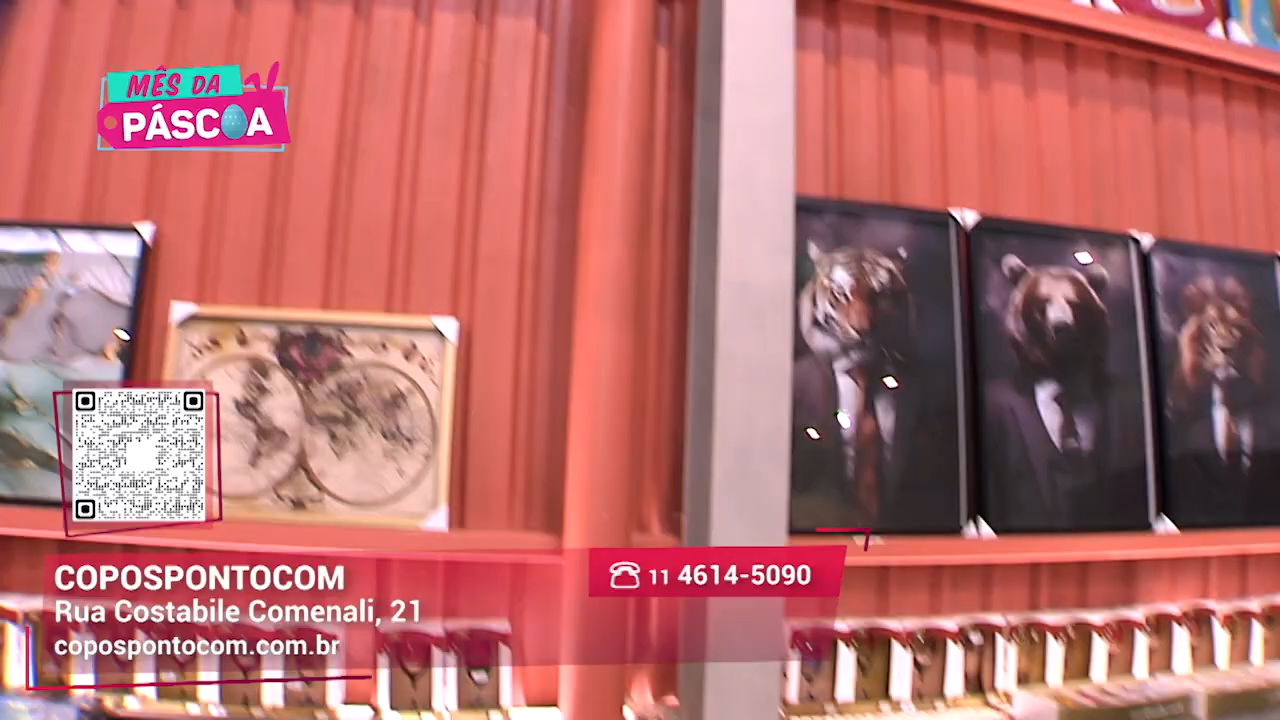 MÊS DA
PÁSCOA
COPOSPONTOCOM
Rua Costabile Comenali, 21
copospontocom.com.br
11 4614-5090